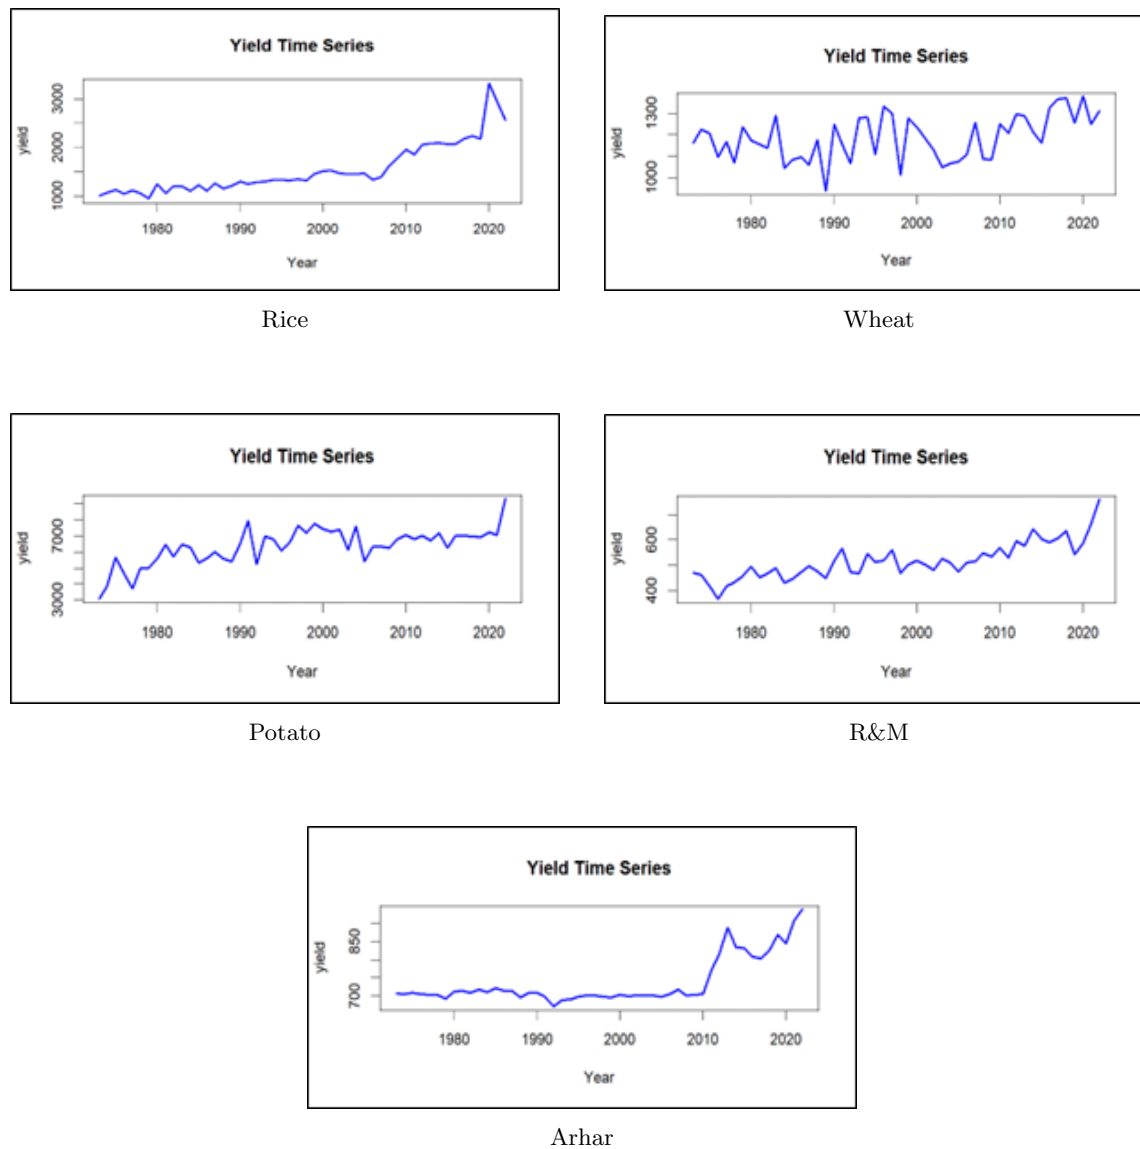 Yield Time Series
yield
3000
2000
1000
1980 1990 2000 2010 2020
Year
Rice
Yield Time Series
yield
1300
1000
1980 1990 2000 2010 2020
Year
Wheat
Yield Time Series
yield
7000
3000
1980 1990 2000 2010 2020
Year
Potato
Yield Time Series
yield
600
400
1980 1990 2000 2010 2020
Year
R&M
Yield Time Series
yield
850
700
1980 1990 2000 2010 2020
Year
Arhar